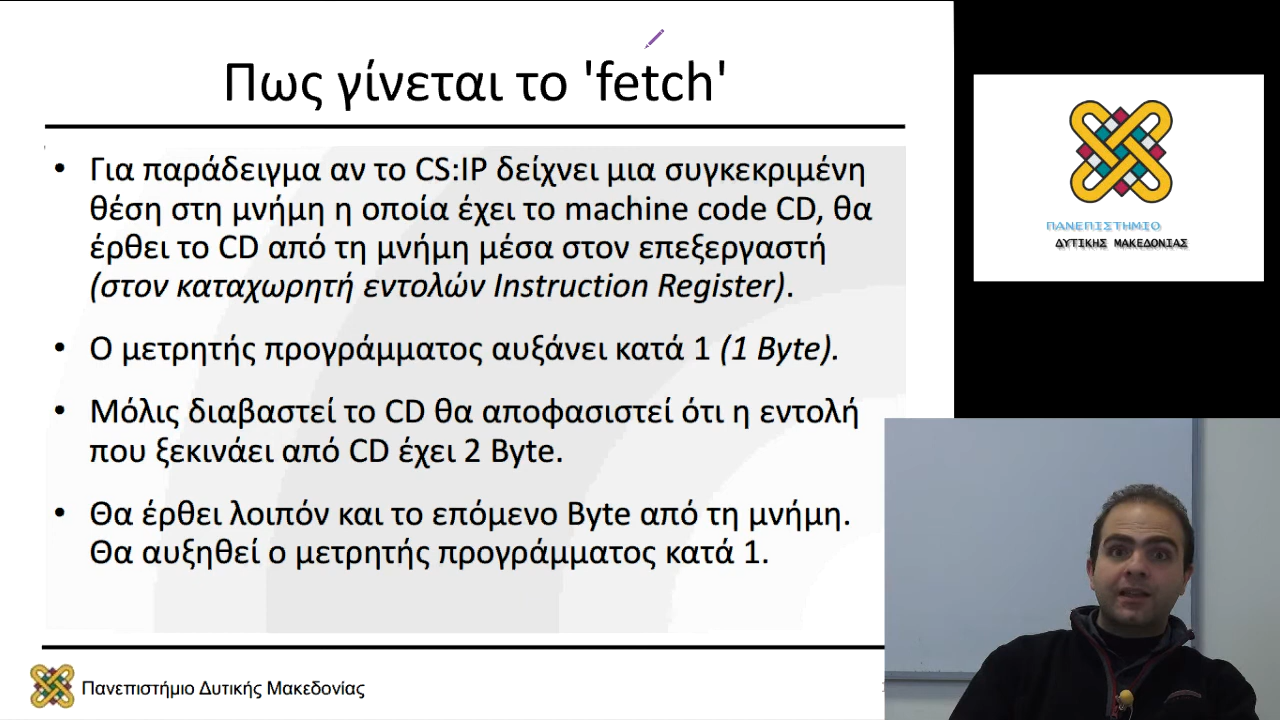 Πως γίνεται το 'fetch'
• Για παράδειγμα αν το CS:IP δείχνει μια συγκεκριμένη
θέση στη μνήμη η οποία έχει το machine code CD, θα
έρθει το CD από τη μνήμη μέσα στον επεξεργαστή
(στον καταχωρητή εντολών Instruction Register).
• Ο μετρητής προγράμματος αυξάνει κατά 1 (1 Byte).
• Μόλις διαβαστεί το CD θα αποφασιστεί ότι η εντολή
που ξεκινάει από CD έχει 2 Byte.
• Θα έρθει λοιπόν και το επόμενο Byte από τη μνήμη.
Θα αυξηθεί ο μετρητής προγράμματος κατά 1.
Πανεπιστήμιο Δυτικής Μακεδονίας
ΠΑΝΕΠΙΣΤΗΜΙΟ
ΔΥΤΙΚΗΣ ΜΑΚΕΔΟΝΙΑΣ